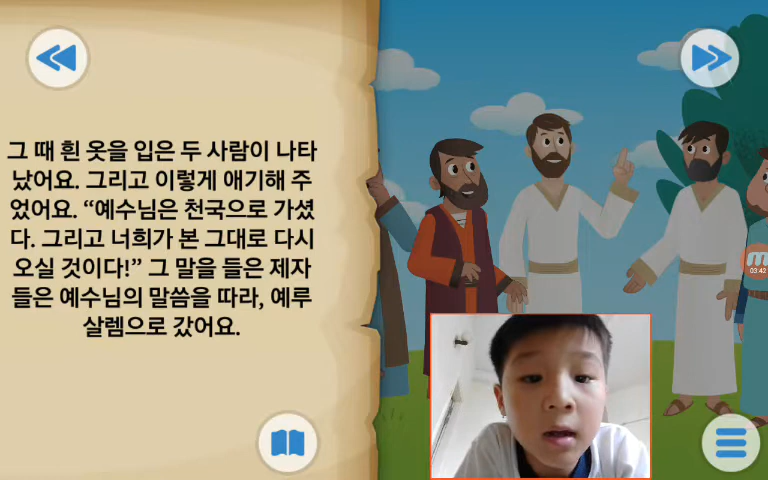 그 때 흰 옷을 입은 두 사람이 나타
났어요. 그리고 이렇게 얘기해 주
었어요. “예수님은 천국으로 가셨
다. 그리고 너희가 본 그대로 다시
오실 것이다!” 그 말을 들은 제자
들은 예수님의 말씀을 따라, 예루
살렘으로 갔어요.
m
03:42